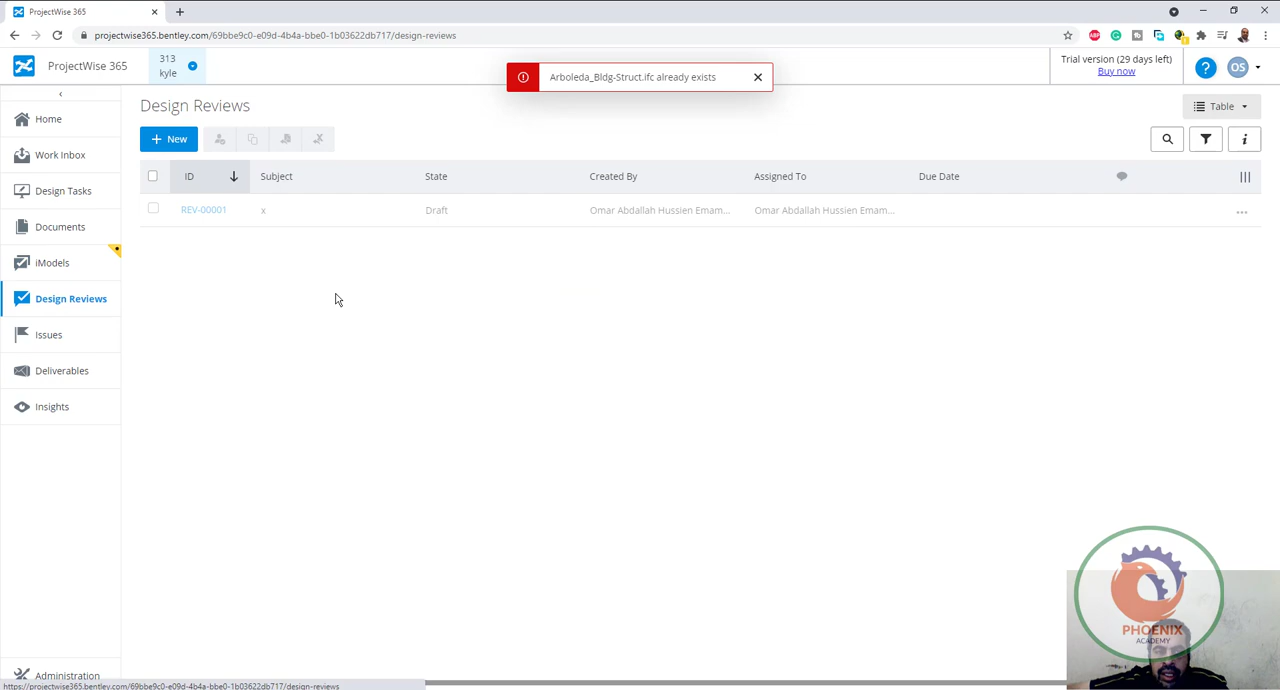 ProjectWise 365
projectwise365.bentley.com/69bbe9c0-e09d-4b4a-bbe0-1b03622db717/design-reviews
ProjectWise 365
313
kyle
Arboleda_Bldg-Struct.ifc already exists
Trial version (29 days left)
Buy now
OS
Home
Work Inbox
Design Tasks
Documents
iModels
Design Reviews
Issues
Deliverables
Insights
Administration
Design Reviews
Table
New
ID
Subject
State
Created By
Assigned To
Due Date
REV-00001
x
Draft
Omar Abdallah Hussien Emam...
Omar Abdallah Hussien Emam...
PHOENIX
ACADEMY
https://projectwise365.bentley.com/69bbe9c0-e09d-4b4a-bbe0-1b03622db717/design-reviews